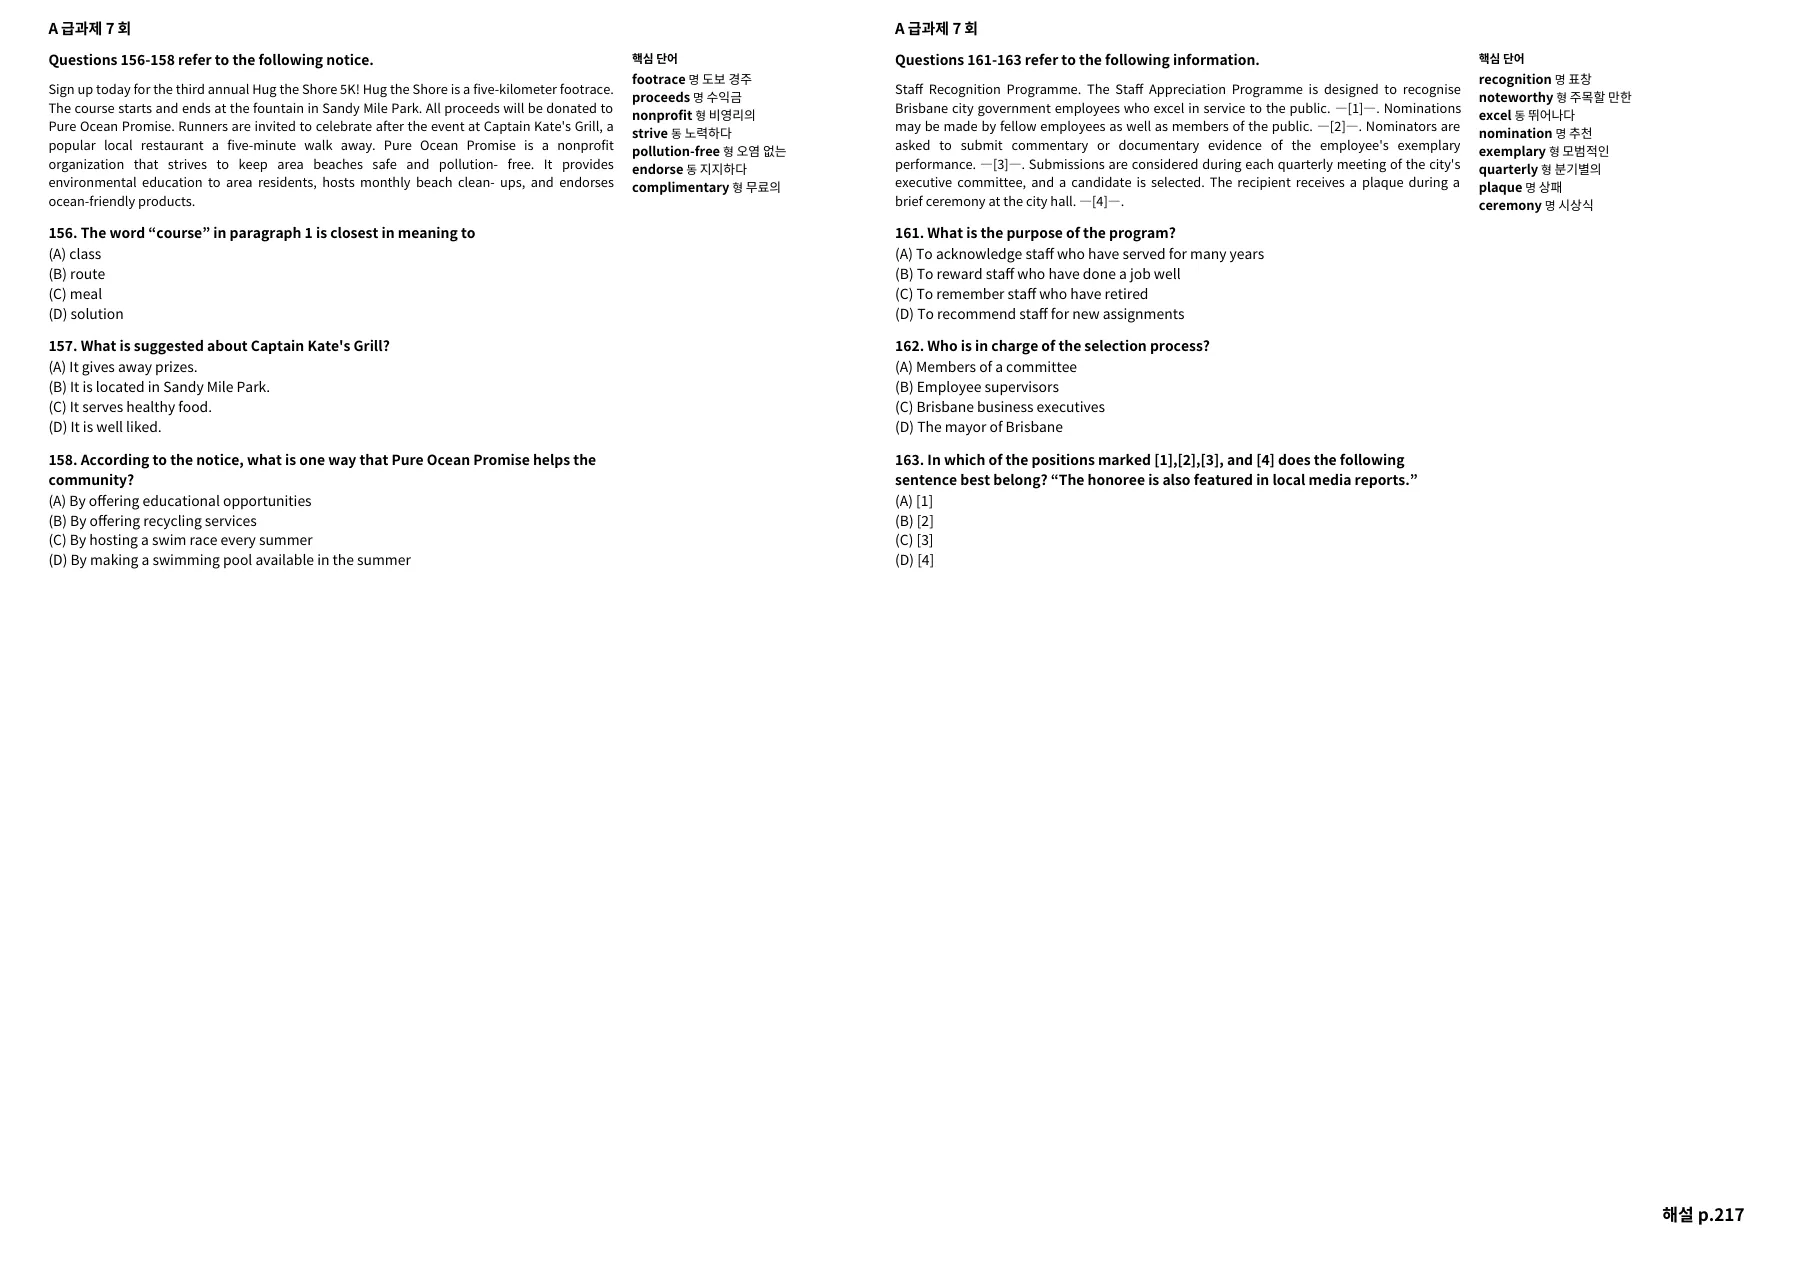 A 급과제 7 회
Questions 156-158 refer to the following notice.
Sign up today for the third annual Hug the Shore 5K! Hug the Shore is a five-kilometer footrace.
The course starts and ends at the fountain in Sandy Mile Park. All proceeds will be donated to
Pure Ocean Promise. Runners are invited to celebrate after the event at Captain Kate's Grill, a
popular local restaurant a five-minute walk away. Pure Ocean Promise is a nonprofit
organization that strives to keep area beaches safe and pollution- free. It provides
environmental education to area residents, hosts monthly beach clean- ups, and endorses
ocean-friendly products.
핵심 단어
footrace 명 도보 경주
proceeds 명 수익금
nonprofit 형 비영리의
strive 동 노력하다
pollution-free 형 오염 없는
endorse 동 지지하다
complimentary 형 무료의
156. The word “course” in paragraph 1 is closest in meaning to
(A) class
(B) route
(C) meal
(D) solution
157. What is suggested about Captain Kate's Grill?
(A) It gives away prizes.
(B) It is located in Sandy Mile Park.
(C) It serves healthy food.
(D) It is well liked.
158. According to the notice, what is one way that Pure Ocean Promise helps the
community?
(A) By offering educational opportunities
(B) By offering recycling services
(C) By hosting a swim race every summer
(D) By making a swimming pool available in the summer
A 급과제 7 회
Questions 161-163 refer to the following information.
Staff Recognition Programme. The Staff Appreciation Programme is designed to recognise
Brisbane city government employees who excel in service to the public. —[1]—. Nominations
may be made by fellow employees as well as members of the public. —[2]—. Nominators are
asked to submit commentary or documentary evidence of the employee's exemplary
performance. —[3]—. Submissions are considered during each quarterly meeting of the city's
executive committee, and a candidate is selected. The recipient receives a plaque during a
brief ceremony at the city hall. —[4]—.
핵심 단어
recognition 명 표창
noteworthy 형 주목할 만한
excel 동 뛰어나다
nomination 명 추천
exemplary 형 모범적인
quarterly 형 분기별의
plaque 명 상패
ceremony 명 시상식
161. What is the purpose of the program?
(A) To acknowledge staff who have served for many years
(B) To reward staff who have done a job well
(C) To remember staff who have retired
(D) To recommend staff for new assignments
162. Who is in charge of the selection process?
(A) Members of a committee
(B) Employee supervisors
(C) Brisbane business executives
(D) The mayor of Brisbane
163. In which of the positions marked [1],[2],[3], and [4] does the following
sentence best belong? “The honoree is also featured in local media reports.”
(A) [1]
(B) [2]
(C) [3]
(D) [4]
해설 p.217